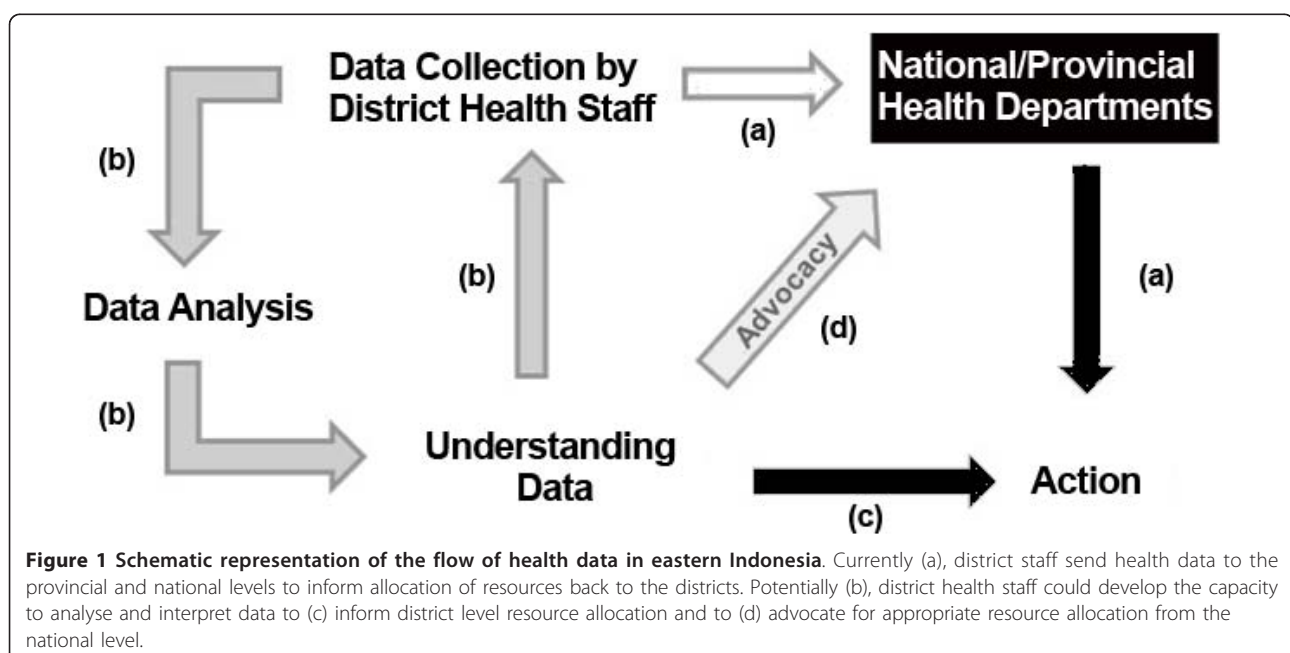 Data Collection by
District Health Staff
(a)
National/Provincial
Health Departments
(b)
(b)
Advocacy
(d)
(a)
Data Analysis
(b)
Understanding
Data
(c)
Action
Figure 1 Schematic representation of the flow of health data in eastern Indonesia. Currently (a), district staff send health data to the
provincial and national levels to inform allocation of resources back to the districts. Potentially (b), district health staff could develop the capacity
to analyse and interpret data to (c) inform district level resource allocation and to (d) advocate for appropriate resource allocation from the
national level.